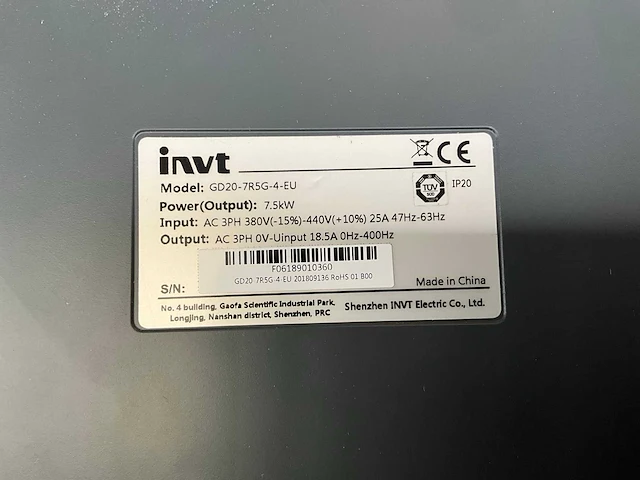 invt
CE
Model: GD20-7R5G-4-EU
TÜV
SUD
IP20
Power(Output): 7.5kW
Input: AC 3PH 380V(-15%)-440V(+10%) 25A 47Hz-63Hz
Output: AC 3PH 0V-Uinput 18.5A 0Hz-400Hz
F06189010360
GD20-7R5G-4-EU 201809136 RoHS 01 B00
S/N:
Made in China
No. 4 building, Gaofa Scientific Industrial Park,
Longjing, Nanshan district, Shenzhen, PRC
Shenzhen INVT Electric Co., Ltd.